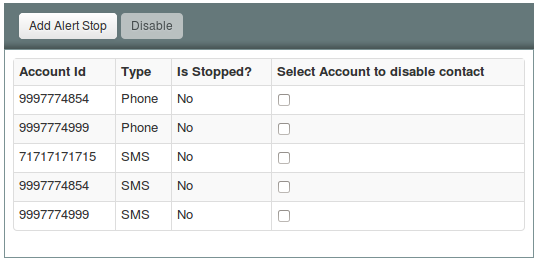 Add Alert Stop Disable
Account Id Type Is Stopped? Select Account to disable contact
9997774854 Phone No
9997774999 Phone No
71717171715 SMS No
9997774854 SMS No
9997774999 SMS No